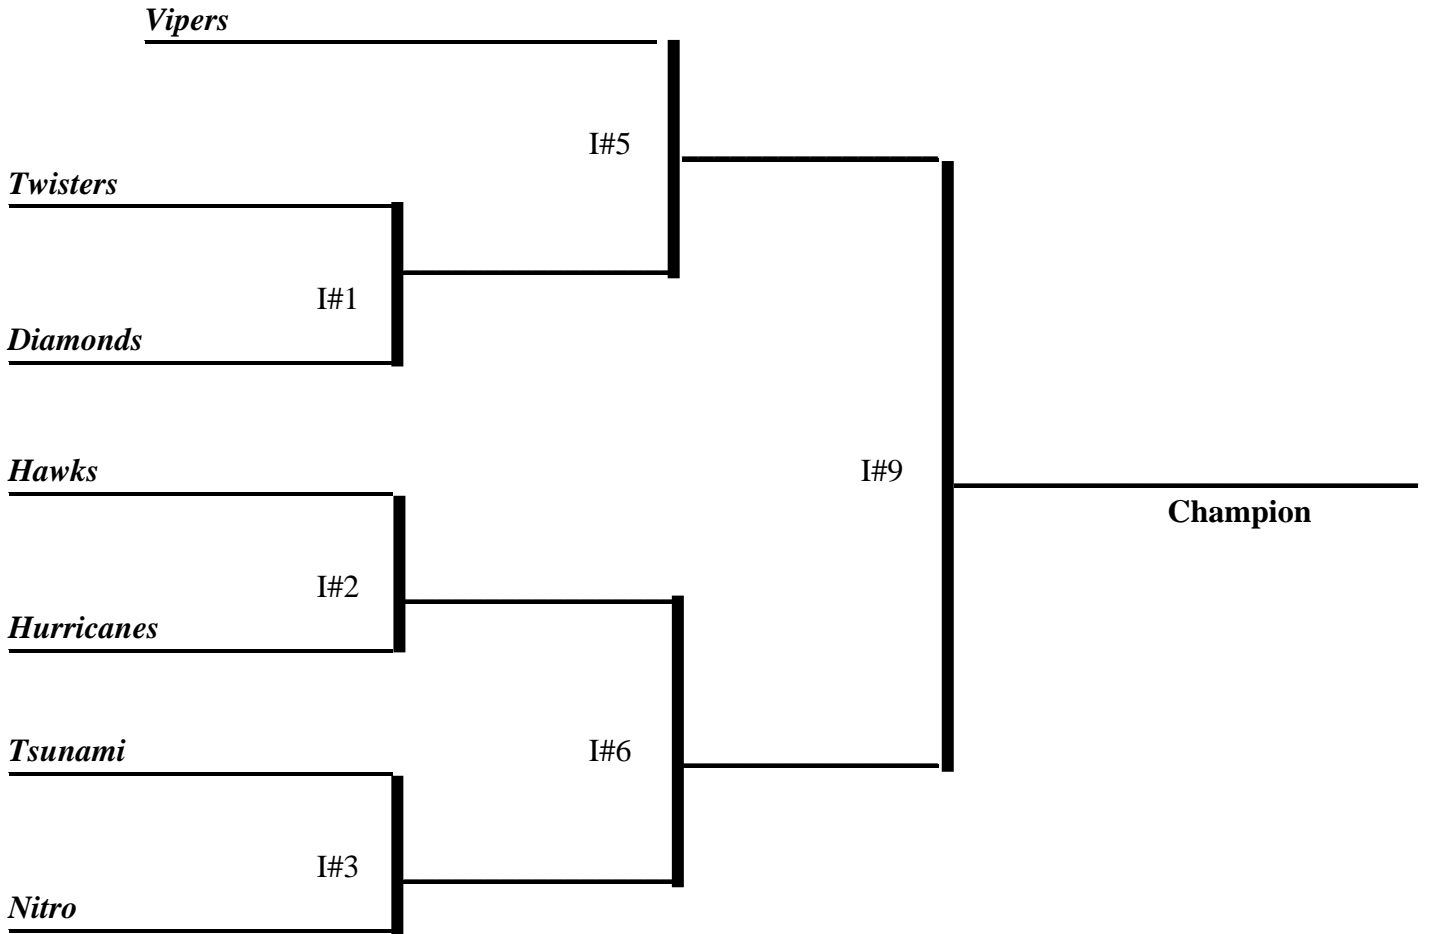 Vipers
I#5
Twisters
I#1
Diamonds
Hawks
I#9
Champion
I#2
Hurricanes
Tsunami
I#6
I#3
Nitro